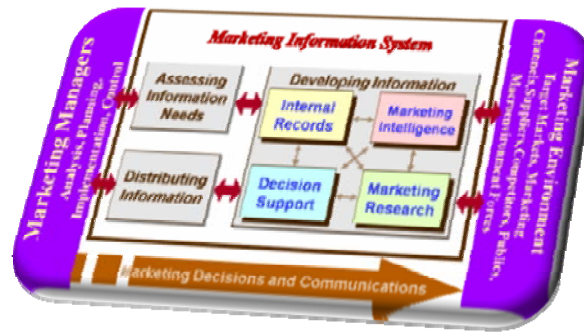 Marketing Information System
Marketing Managers
Analysis, Planning,
Implementation, Control
Assessing
Information
Needs
Distributing
Information
Developing Information
Internal
Records
Marketing
Intelligence
Decision
Support
Marketing
Research
Marketing Environment
Target Markets, Marketing
Channels, Suppliers, Competitors, Publics,
Macroenvironment Forces
Marketing Decisions and Communications